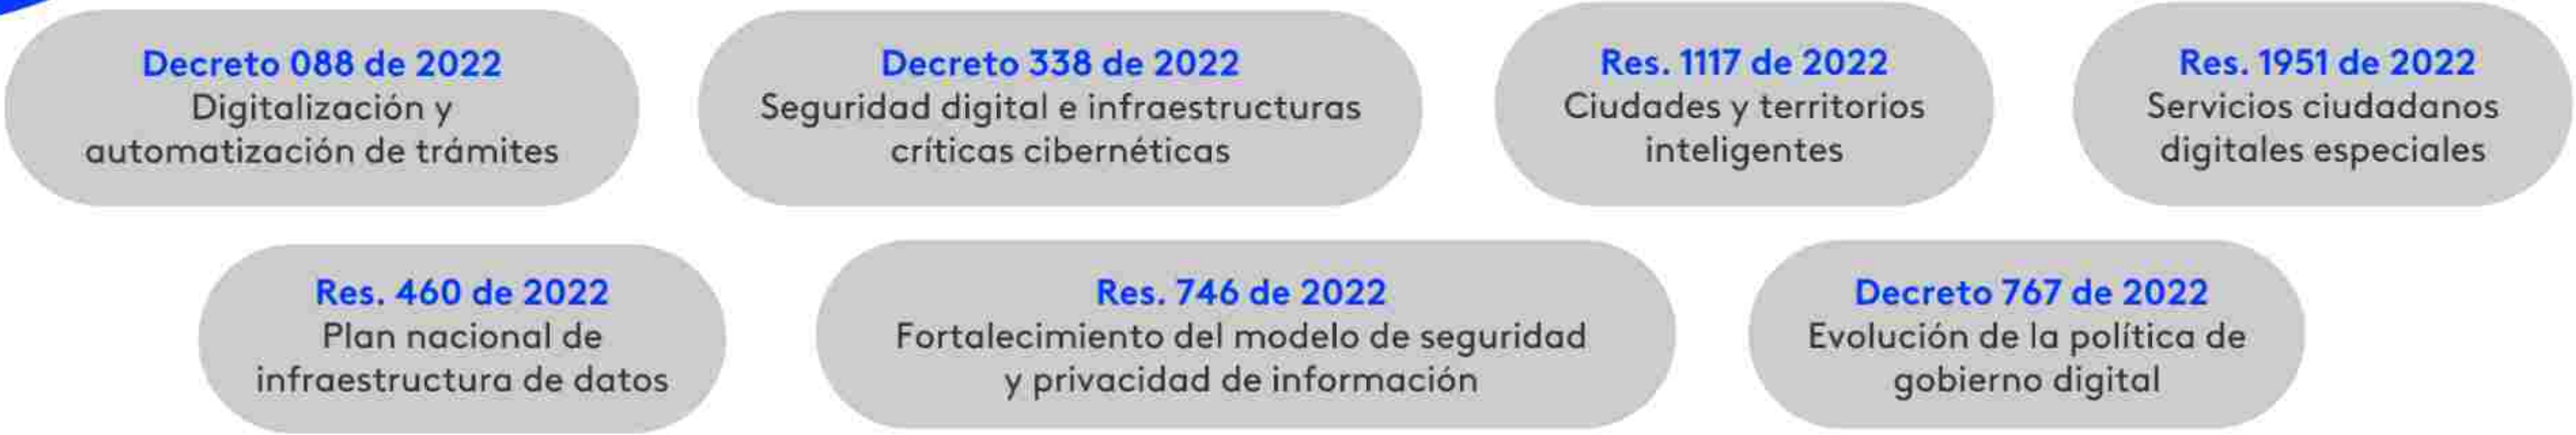 Decreto 088 de 2022
Digitalización y
automatización de trámites
Decreto 338 de 2022
Seguridad digital e infraestructuras
críticas cibernéticas
Res. 1117 de 2022
Ciudades y territorios
inteligentes
Res. 1951 de 2022
Servicios ciudadanos
digitales especiales
Res. 460 de 2022
Plan nacional de
infraestructura de datos
Res. 746 de 2022
Fortalecimiento del modelo de seguridad
y privacidad de información
Decreto 767 de 2022
Evolución de la política de
gobierno digital